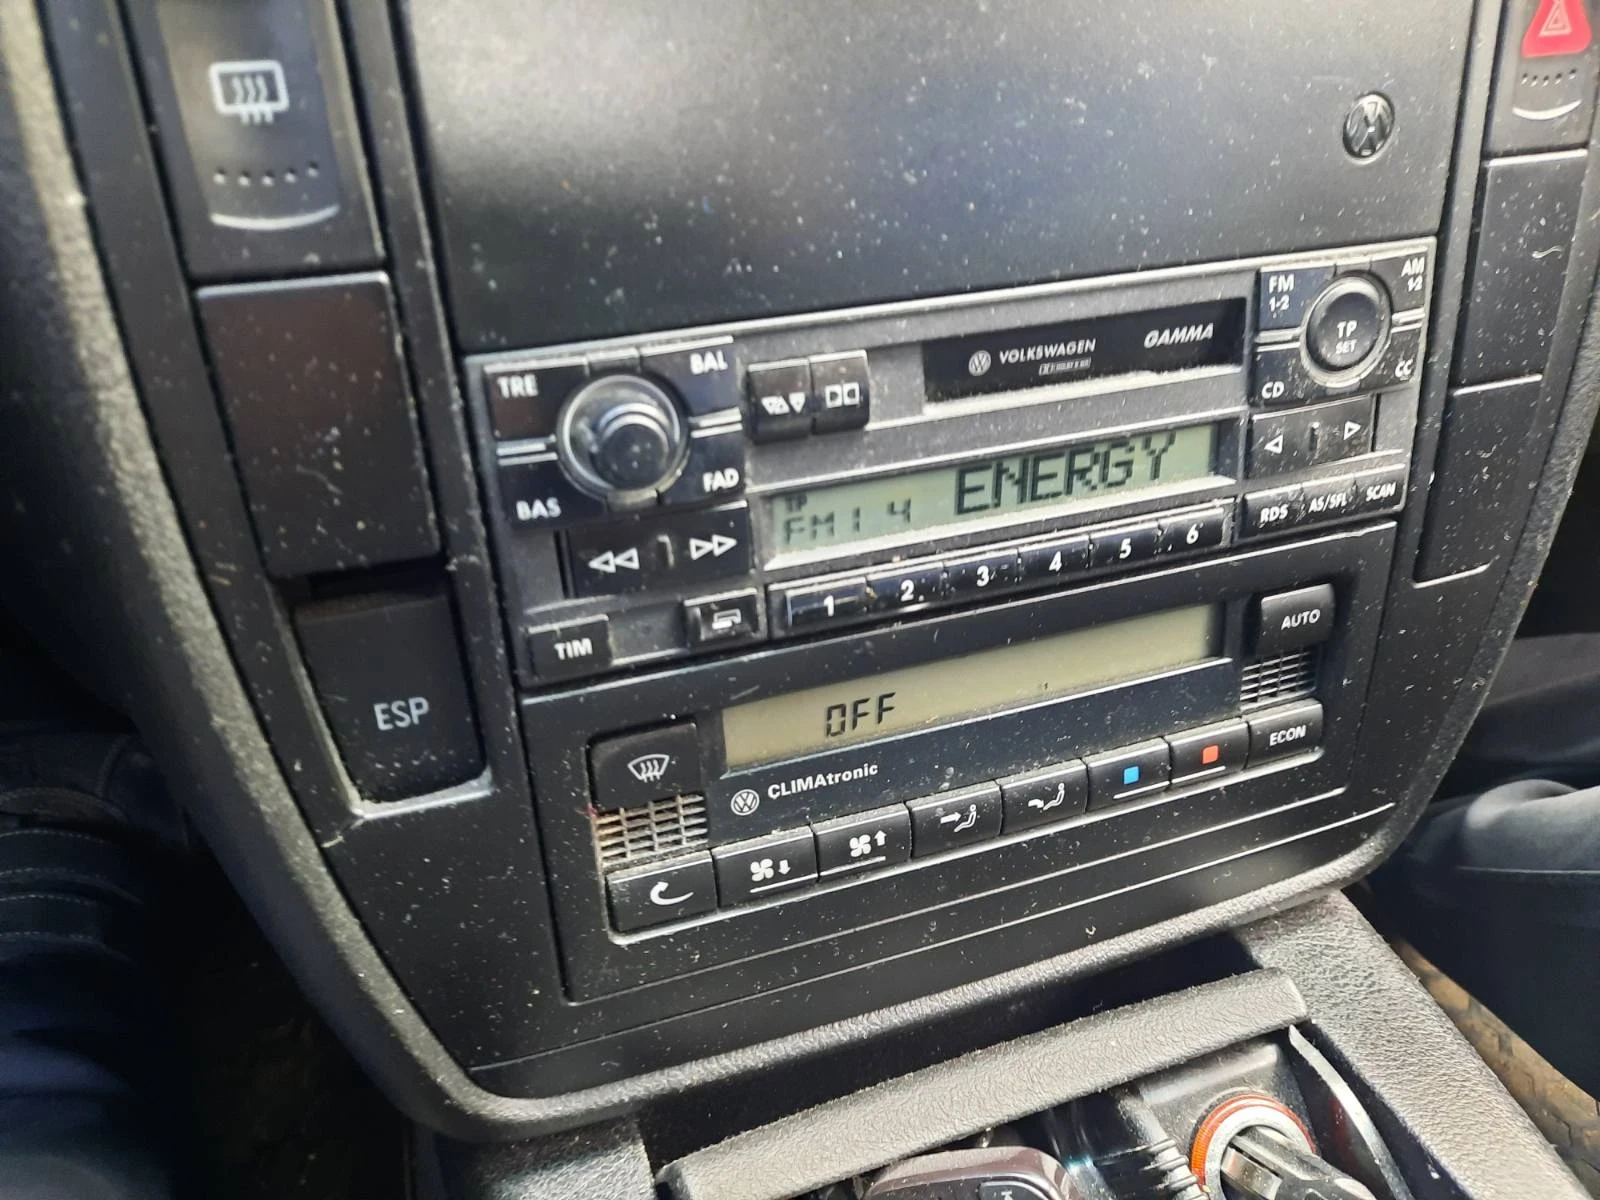 FM
1-2
AM
1-2
TP
SET
CD
CC
VOLKSWAGEN
GAMMA
TRE
BAL
BAS
FAD
TP
FM1 4
ENERGY
RDS
AS/SFL
SCAN
1 2 3 4 5 6
TIM
ESP
AUTO
OFF
CLIMAtronic
ECON